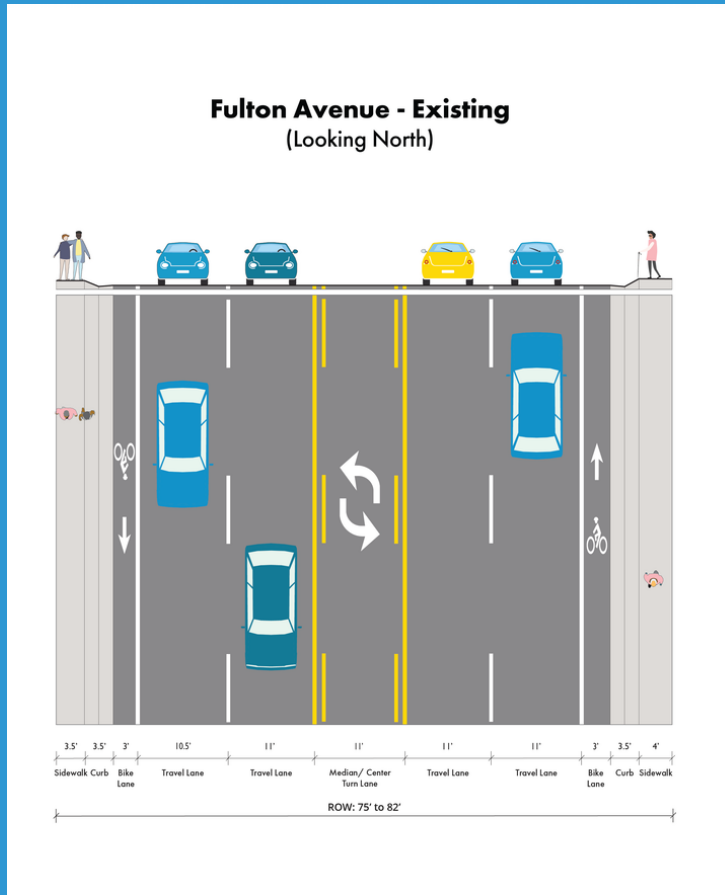 Fulton Avenue - Existing
(Looking North)
3.5' 3.5' 3' 10.5' 11' 11' 11' 11' 3' 3.5' 4'
Sidewalk Curb Bike Travel Lane Travel Lane Median/ Center Travel Lane Travel Lane Bike Curb Sidewalk
Lane Turn Lane Lane
ROW: 75' to 82'